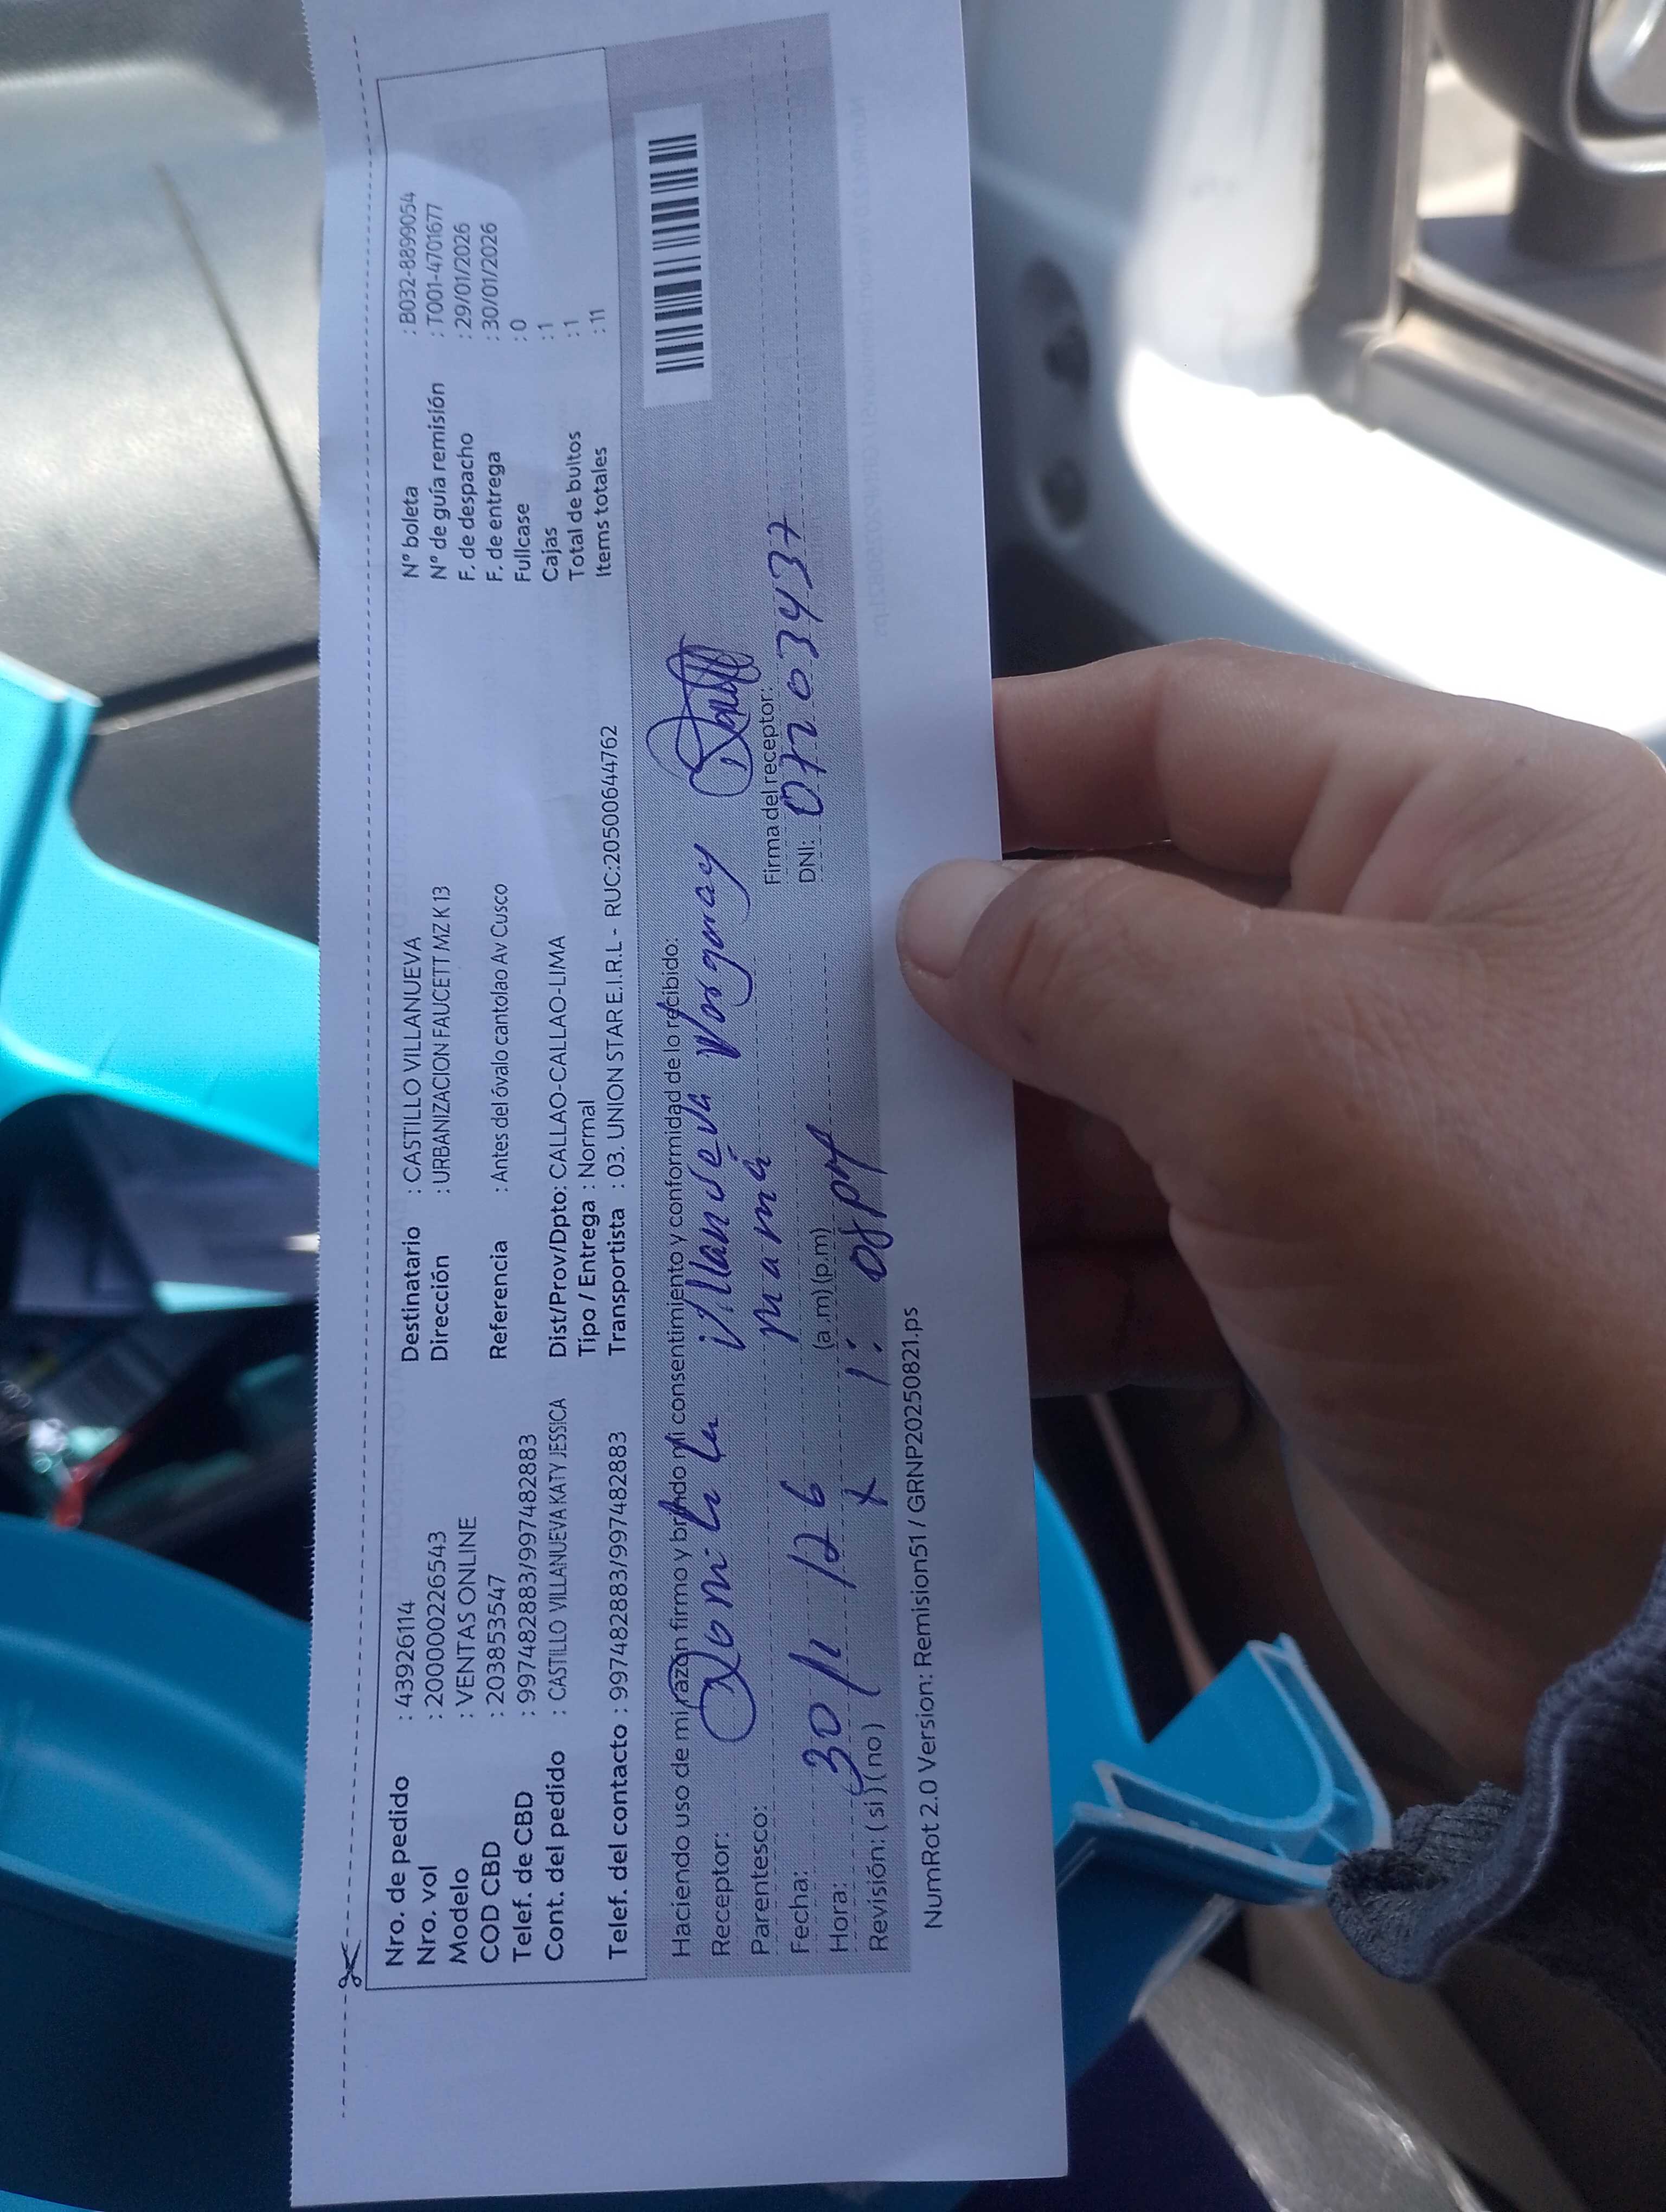 Nro. de pedido : 43926114 Destinatario : CASTILLO VILLANUEVA N° boleta : B032-8899054
Nro. vol : 200000226543 Dirección : URBANIZACION FAUCETT MZ K 13 N° de guía remisión : T001-4701677
Modelo : VENTAS ONLINE F. de despacho : 29/01/2026
COD CBD : 203853547 Referencia : Antes del óvalo cantolao Av Cusco F. de entrega : 30/01/2026
Telef. de CBD : 997482883/997482883 Fullcase : 0
Cont. del pedido : CASTILLO VILLANUEVA KATY JESSICA Dist/Prov/Dpto: CALLAO-CALLAO-LIMA Cajas : 1
Tipo / Entrega : Normal Total de bultos : 1
Telef. del contacto : 997482883/997482883 Transportista : 03. UNION STAR E.I.R.L - RUC:20500644762 Items totales : 11
Haciendo uso de mi razón firmo y brindo mi consentimiento y conformidad de lo recibido:
Receptor: Domitila Villanueva
Parentesco: mamá Firma del receptor:
Fecha: 30/1/26 DNI:
Hora: (a.m)(p.m) 1:08 pm
Revisión: ( si ) ( no )
NumRot 2.0 Version: Remision51 / GRNP20250821.ps